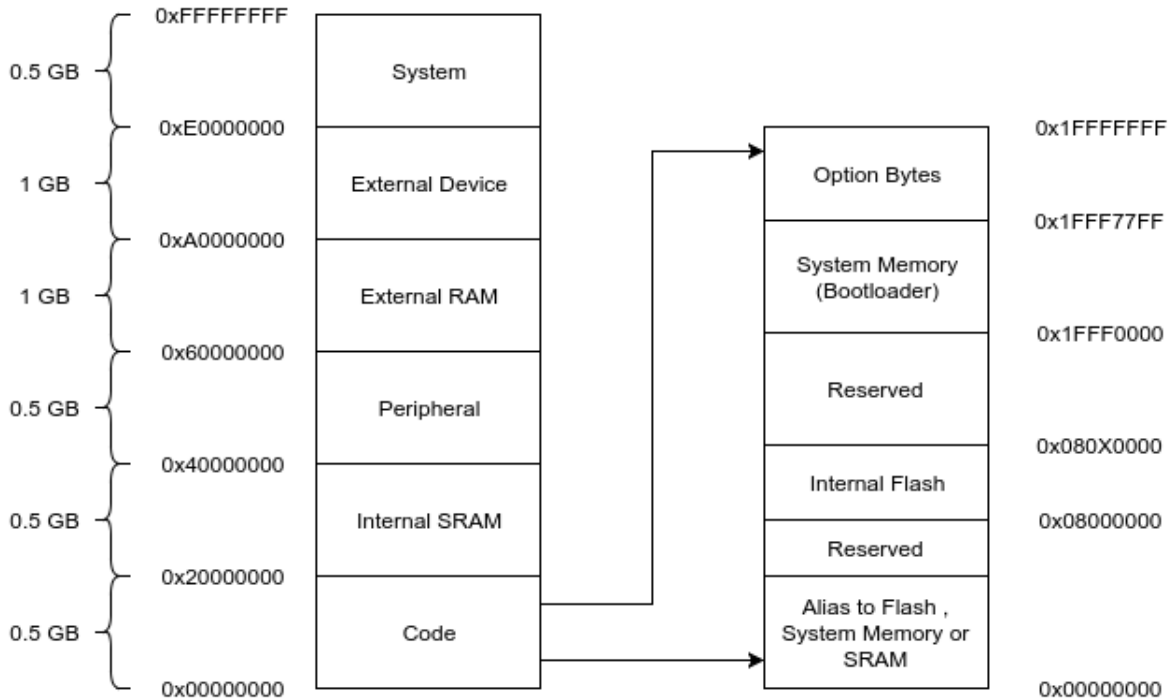 0xFFFFFFFF
0.5 GB
System
0xE0000000
1 GB
External Device
0xA0000000
1 GB
External RAM
0x60000000
0.5 GB
Peripheral
0x40000000
0.5 GB
Internal SRAM
0x20000000
0.5 GB
Code
0x00000000
0x1FFFFFFF
Option Bytes
0x1FFF77FF
System Memory
(Bootloader)
0x1FFF0000
Reserved
0x080X0000
Internal Flash
0x08000000
Reserved
Alias to Flash ,
System Memory or
SRAM
0x00000000